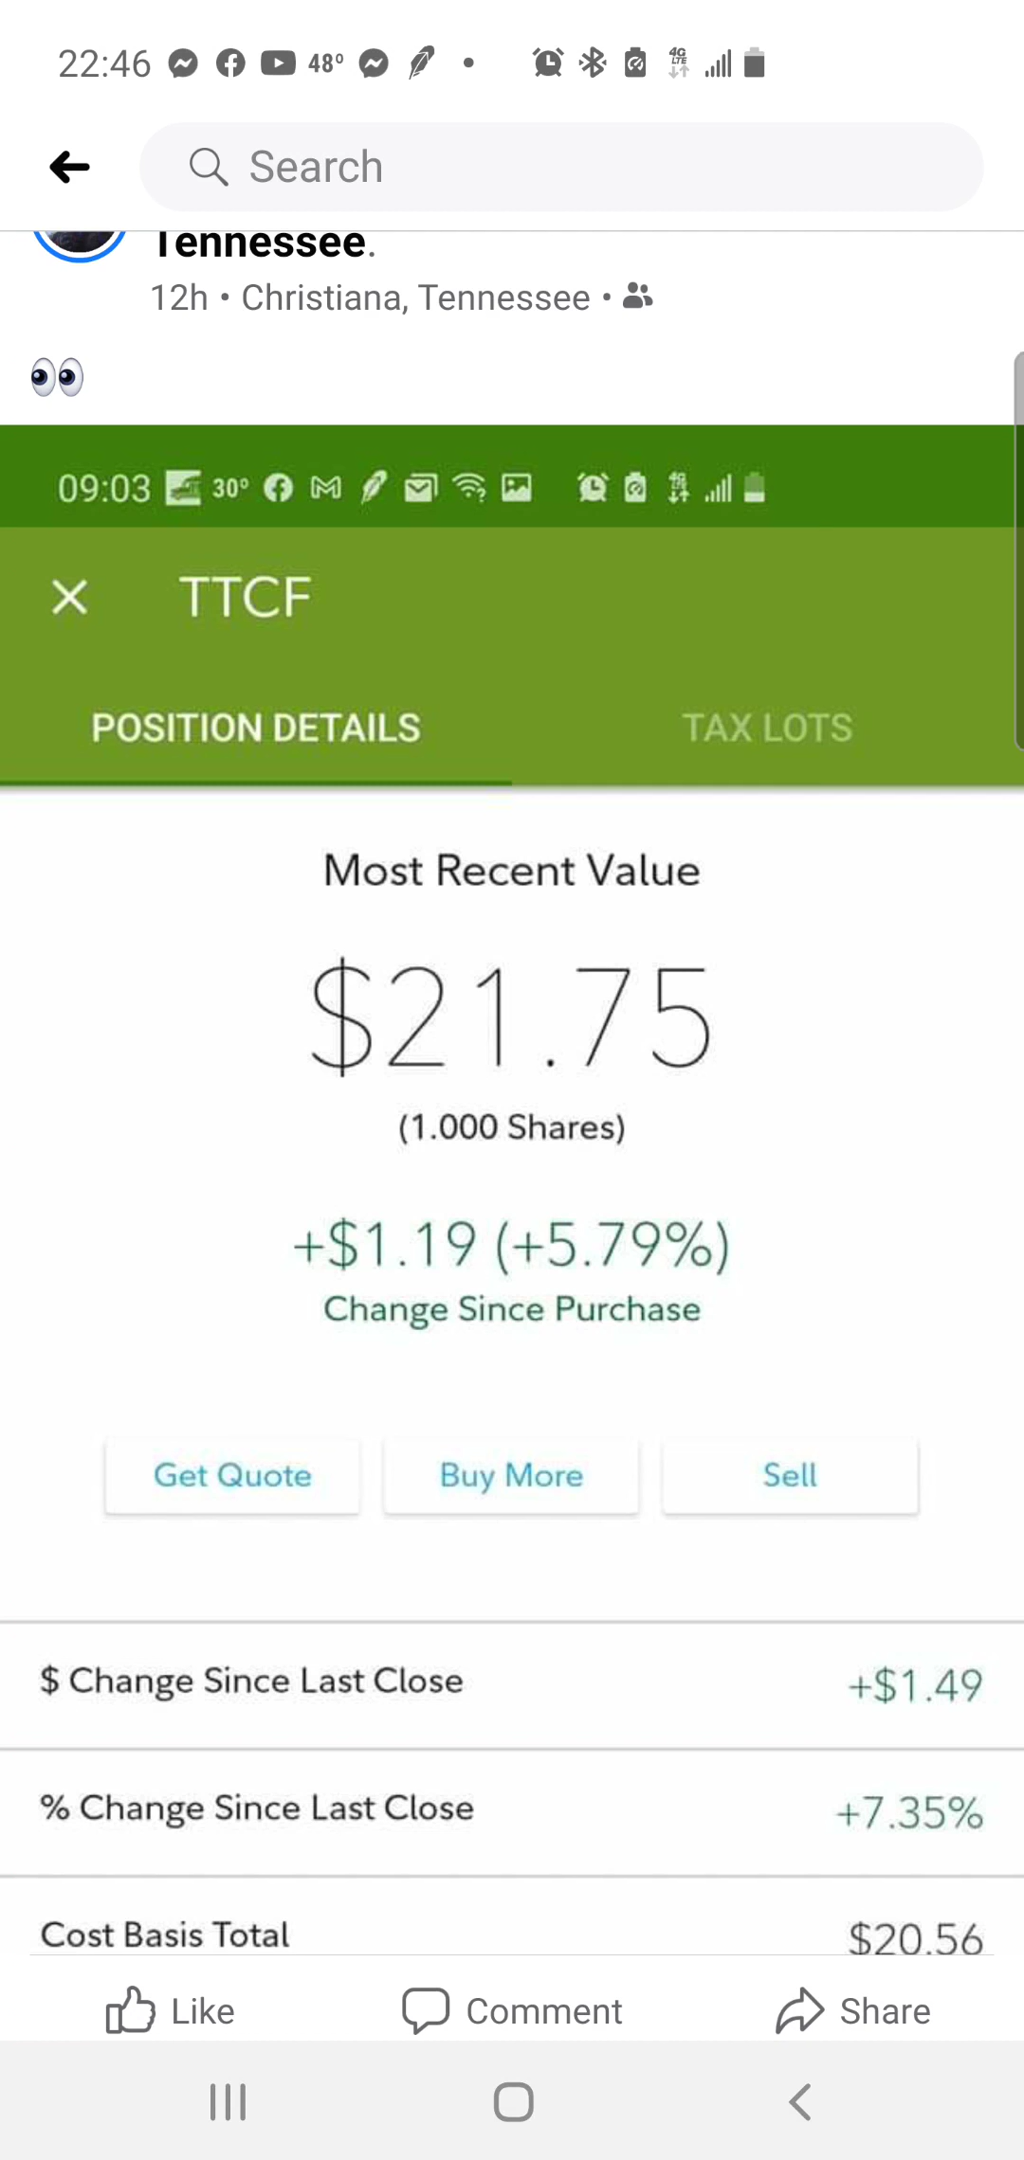 22:46 48°
4G LTE
Search
Tennessee.
12h • Christiana, Tennessee •
09:03 30°
TTCF
POSITION DETAILS
TAX LOTS
Most Recent Value
$21.75
(1.000 Shares)
+$1.19 (+5.79%)
Change Since Purchase
Get Quote
Buy More
Sell
$ Change Since Last Close
+$1.49
% Change Since Last Close
+7.35%
Cost Basis Total
$20.56
Like
Comment
Share